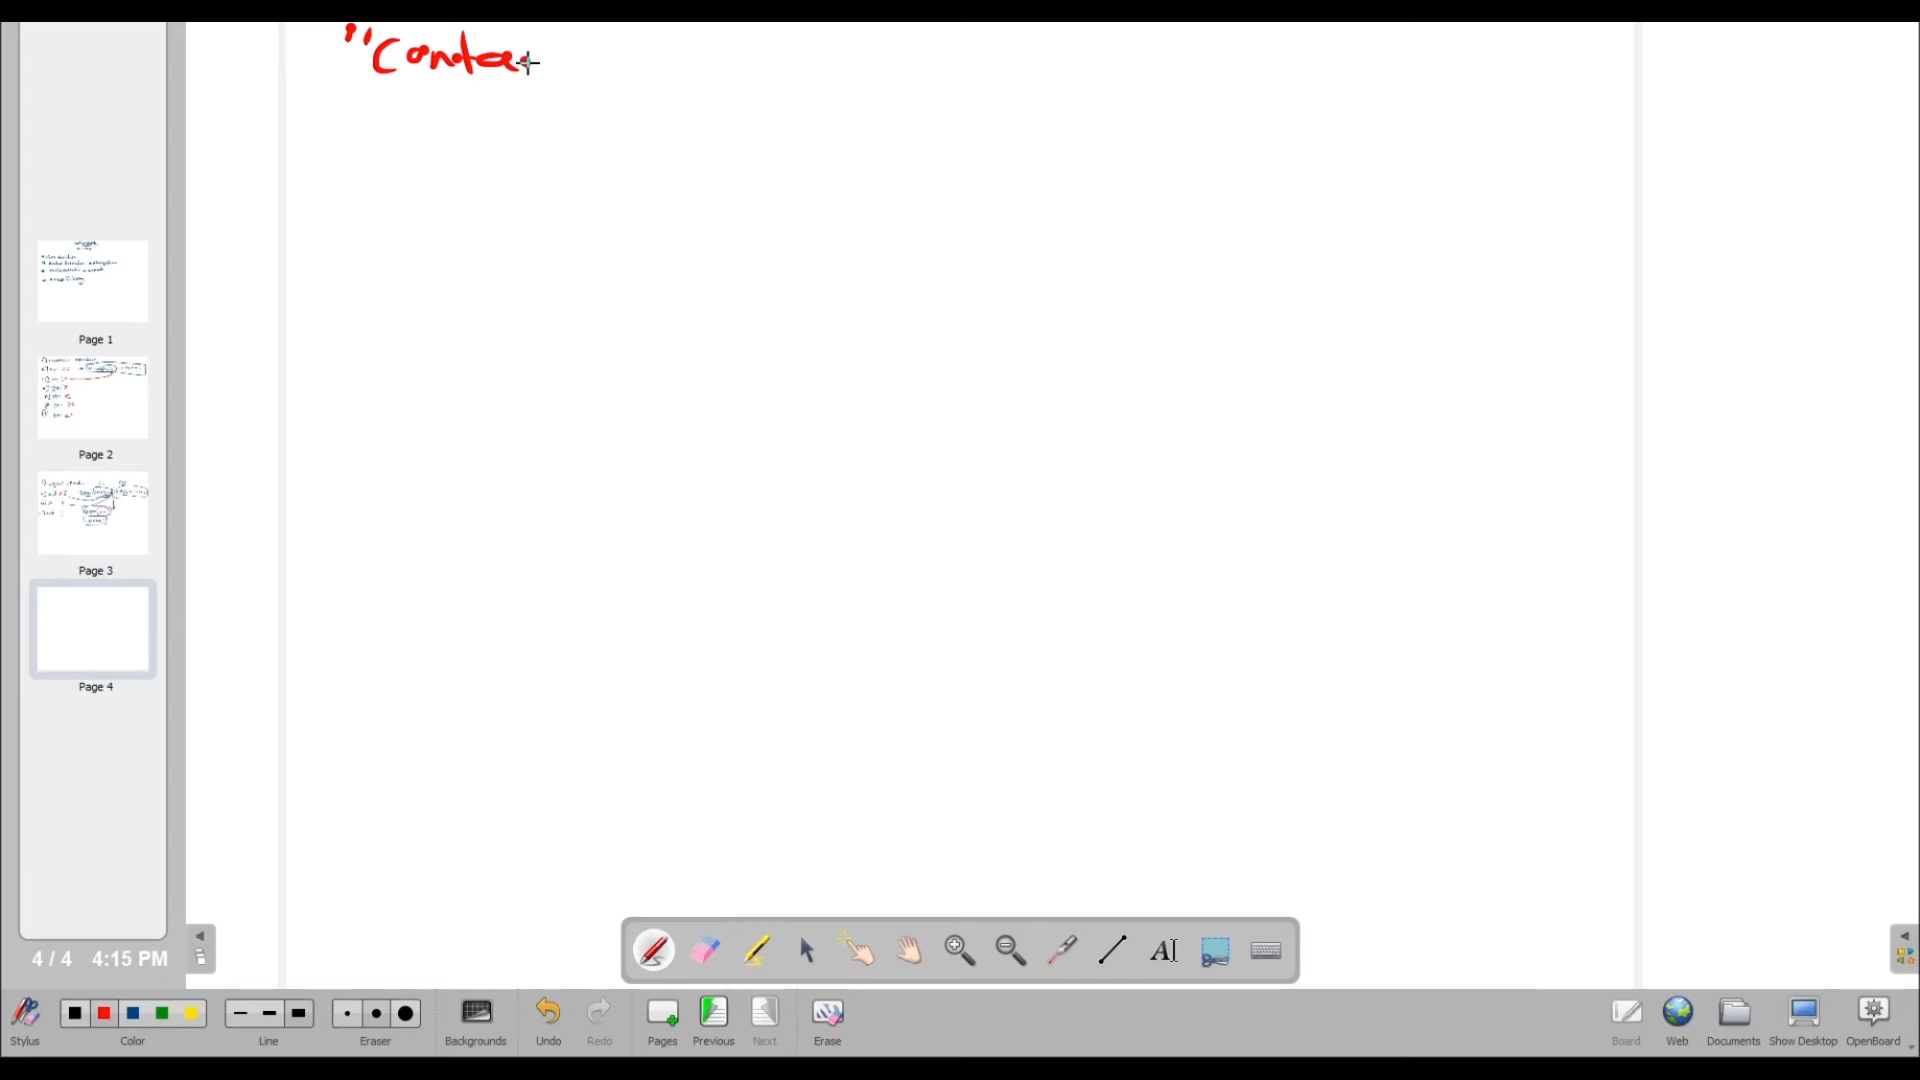 "Conta
Page 1
Page 2
Page 3
Page 4
4 / 4 4:15 PM
Stylus
Color
Line
Eraser
Backgrounds
Undo
Redo
Pages
Previous
Next
Erase
Board
Web
Documents
Show Desktop
OpenBoard